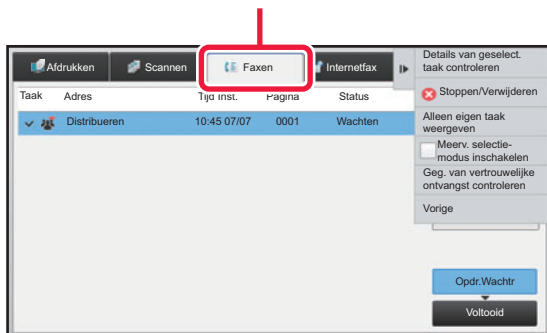 Afdrukken
Scannen
Faxen
Internetfax
Taak Adres Tijd Inst. Pagina Status
Distribueren 10:45 07/07 0001 Wachten
Details van geselect.
taak controleren
Stoppen/Verwijderen
Alleen eigen taak
weergeven
Meerv. selectie-
modus inschakelen
Geg. van vertrouwelijke
ontvangst controleren
Vorige
Opdr.Wachtr
Voltooid